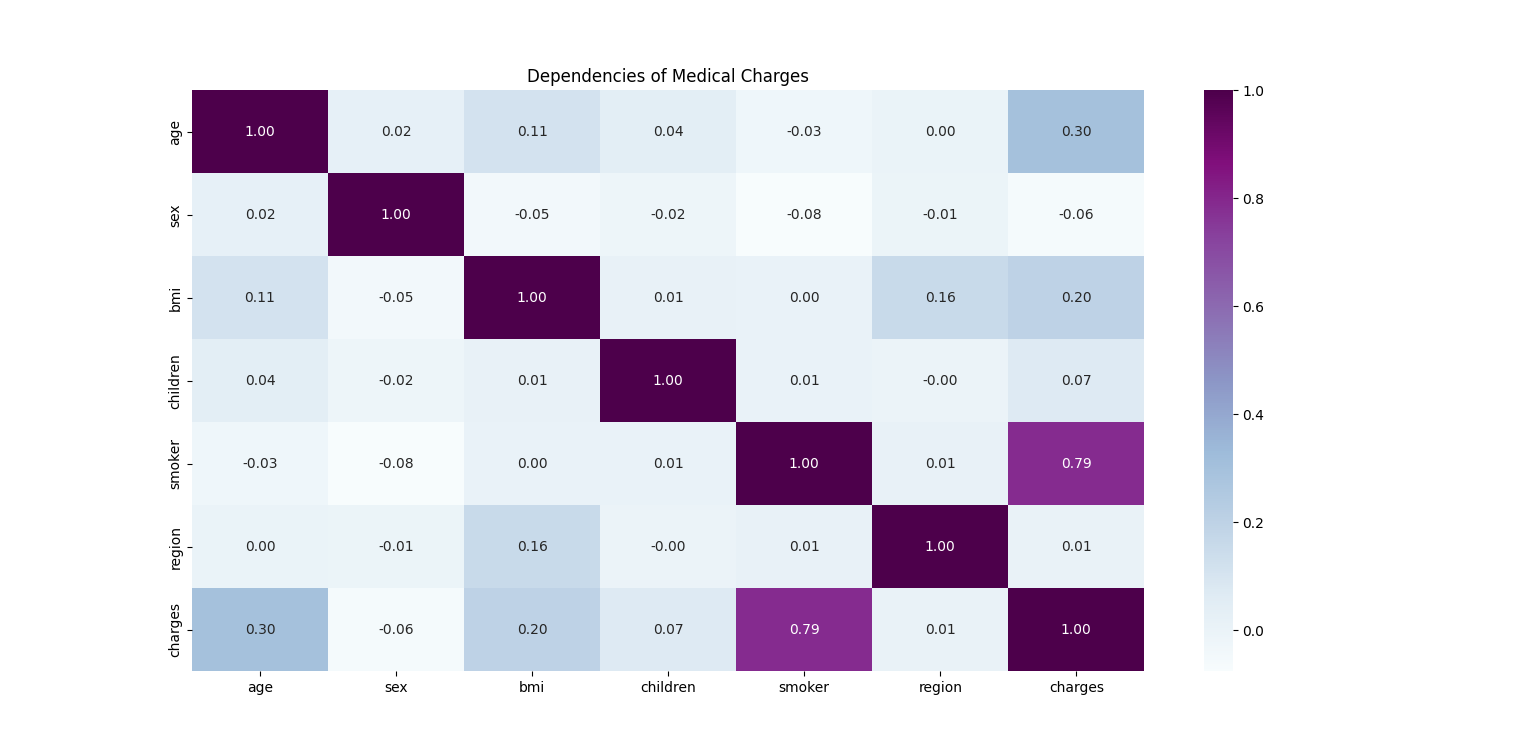 Dependencies of Medical Charges
age 1.00 0.02 0.11 0.04 -0.03 0.00 0.30
sex 0.02 1.00 -0.05 -0.02 -0.08 -0.01 -0.06
bmi 0.11 -0.05 1.00 0.01 0.00 0.16 0.20
children 0.04 -0.02 0.01 1.00 0.01 -0.00 0.07
smoker -0.03 -0.08 0.00 0.01 1.00 0.01 0.79
region 0.00 -0.01 0.16 -0.00 0.01 1.00 0.01
charges 0.30 -0.06 0.20 0.07 0.79 0.01 1.00
age sex bmi children smoker region charges
1.0
0.8
0.6
0.4
0.2
0.0